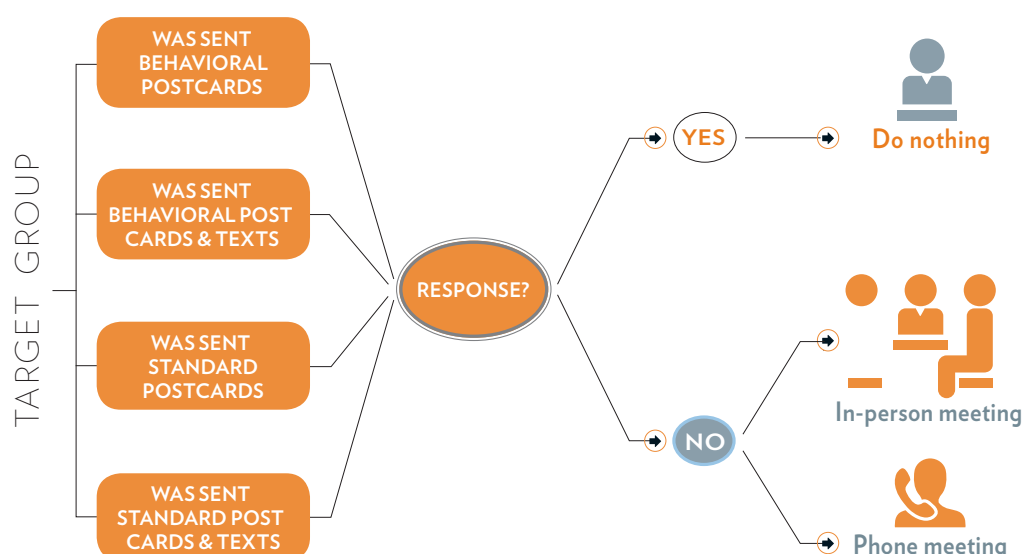 TARGET GROUP
WAS SENT
BEHAVIORAL
POSTCARDS
WAS SENT
BEHAVIORAL POST
CARDS & TEXTS
WAS SENT
STANDARD
POSTCARDS
WAS SENT
STANDARD POST
CARDS & TEXTS
RESPONSE?
YES
Do nothing
NO
In-person meeting
Phone meeting